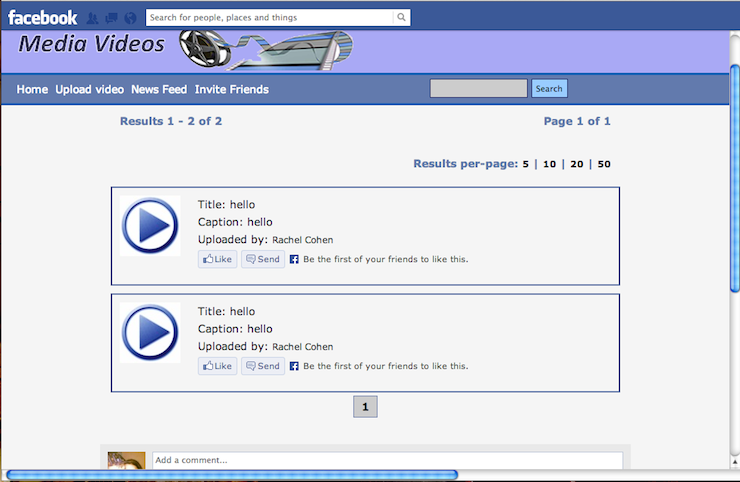 facebook Search for people, places and things
Media Videos
Home Upload video News Feed Invite Friends Search
Results 1 - 2 of 2 Page 1 of 1
Results per-page: 5 | 10 | 20 | 50
Title: hello
Caption: hello
Uploaded by: Rachel Cohen
Like Send Be the first of your friends to like this.
Title: hello
Caption: hello
Uploaded by: Rachel Cohen
Like Send Be the first of your friends to like this.
1
Add a comment...